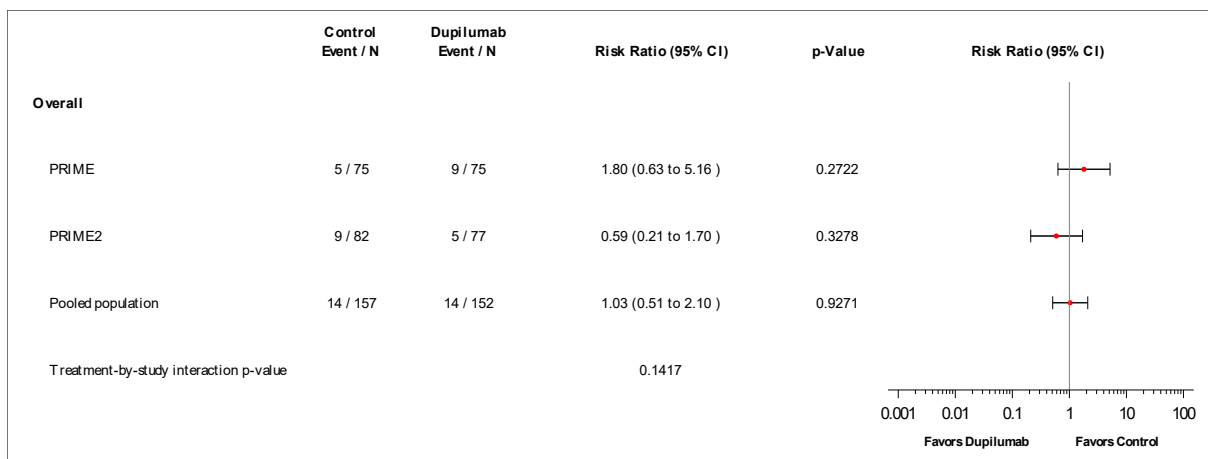 Control Event / N Dupilumab Event / N Risk Ratio (95% CI) p-Value Risk Ratio (95% CI)
Overall
PRIME 5 / 75 9 / 75 1.80 (0.63 to 5.16 ) 0.2722
PRIME2 9 / 82 5 / 77 0.59 (0.21 to 1.70 ) 0.3278
Pooled population 14 / 157 14 / 152 1.03 (0.51 to 2.10 ) 0.9271
Treatment-by-study interaction p-value 0.1417
0.001 0.01 0.1 1 10 100
Favors Dupilumab Favors Control